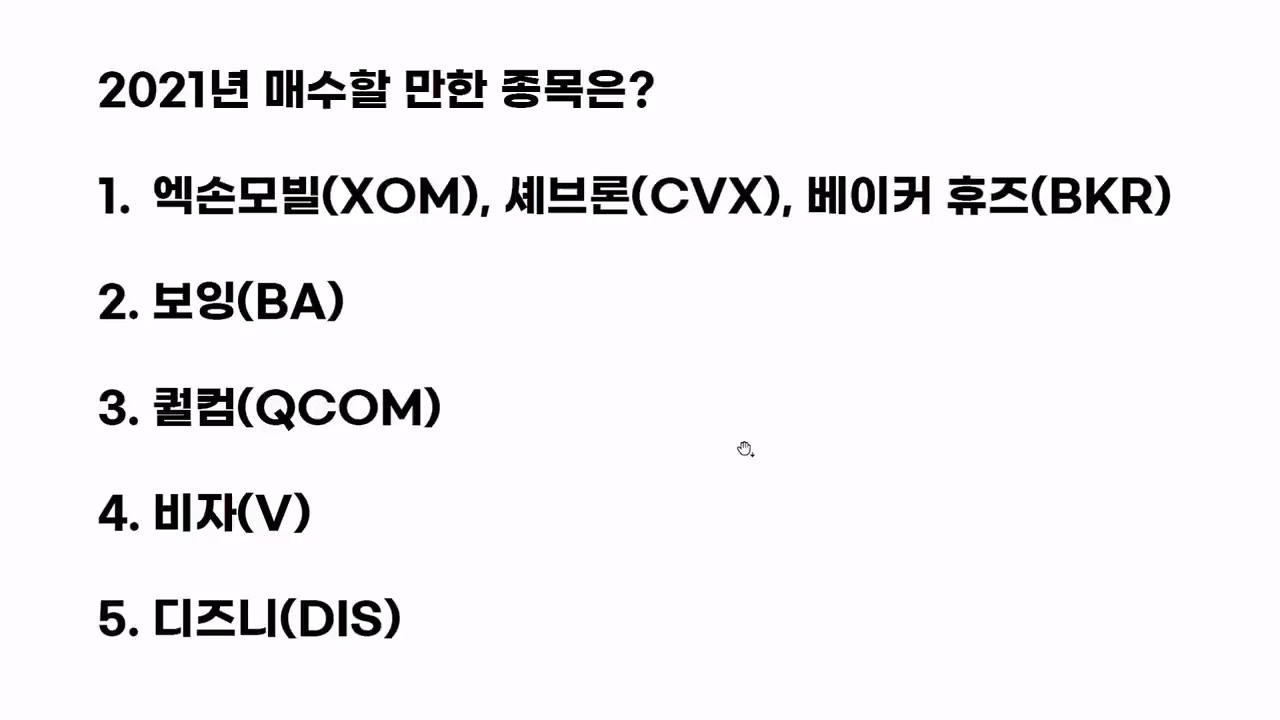 2021년 매수할 만한 종목은?
1. 엑손모빌(XOM), 셰브론(CVX), 베이커 휴즈(BKR)
2. 보잉(BA)
3. 퀄컴(QCOM)
4. 비자(V)
5. 디즈니(DIS)